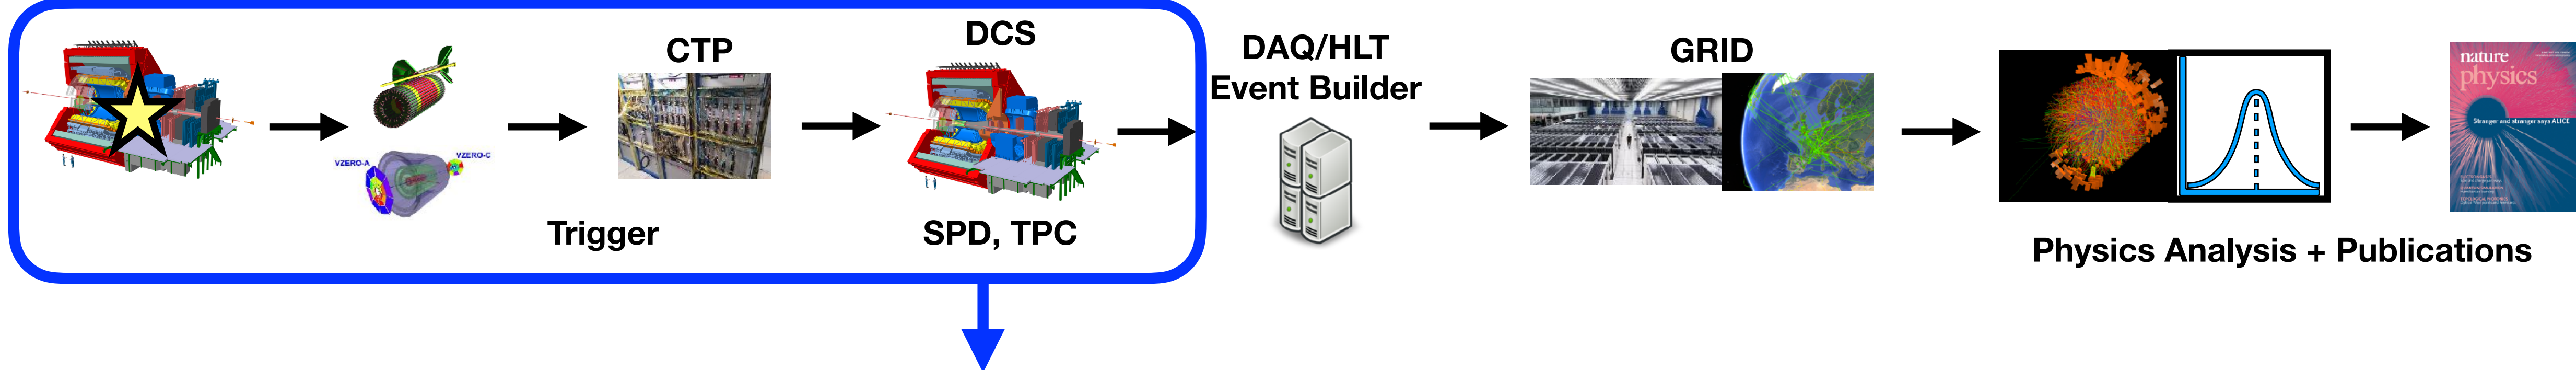 CTP
DCS
DAQ/HLT
Event Builder
GRID
VZERO-A
VZERO-C
Trigger
SPD, TPC
nature
physics
Stranger and stranger says ALICE
Physics Analysis + Publications